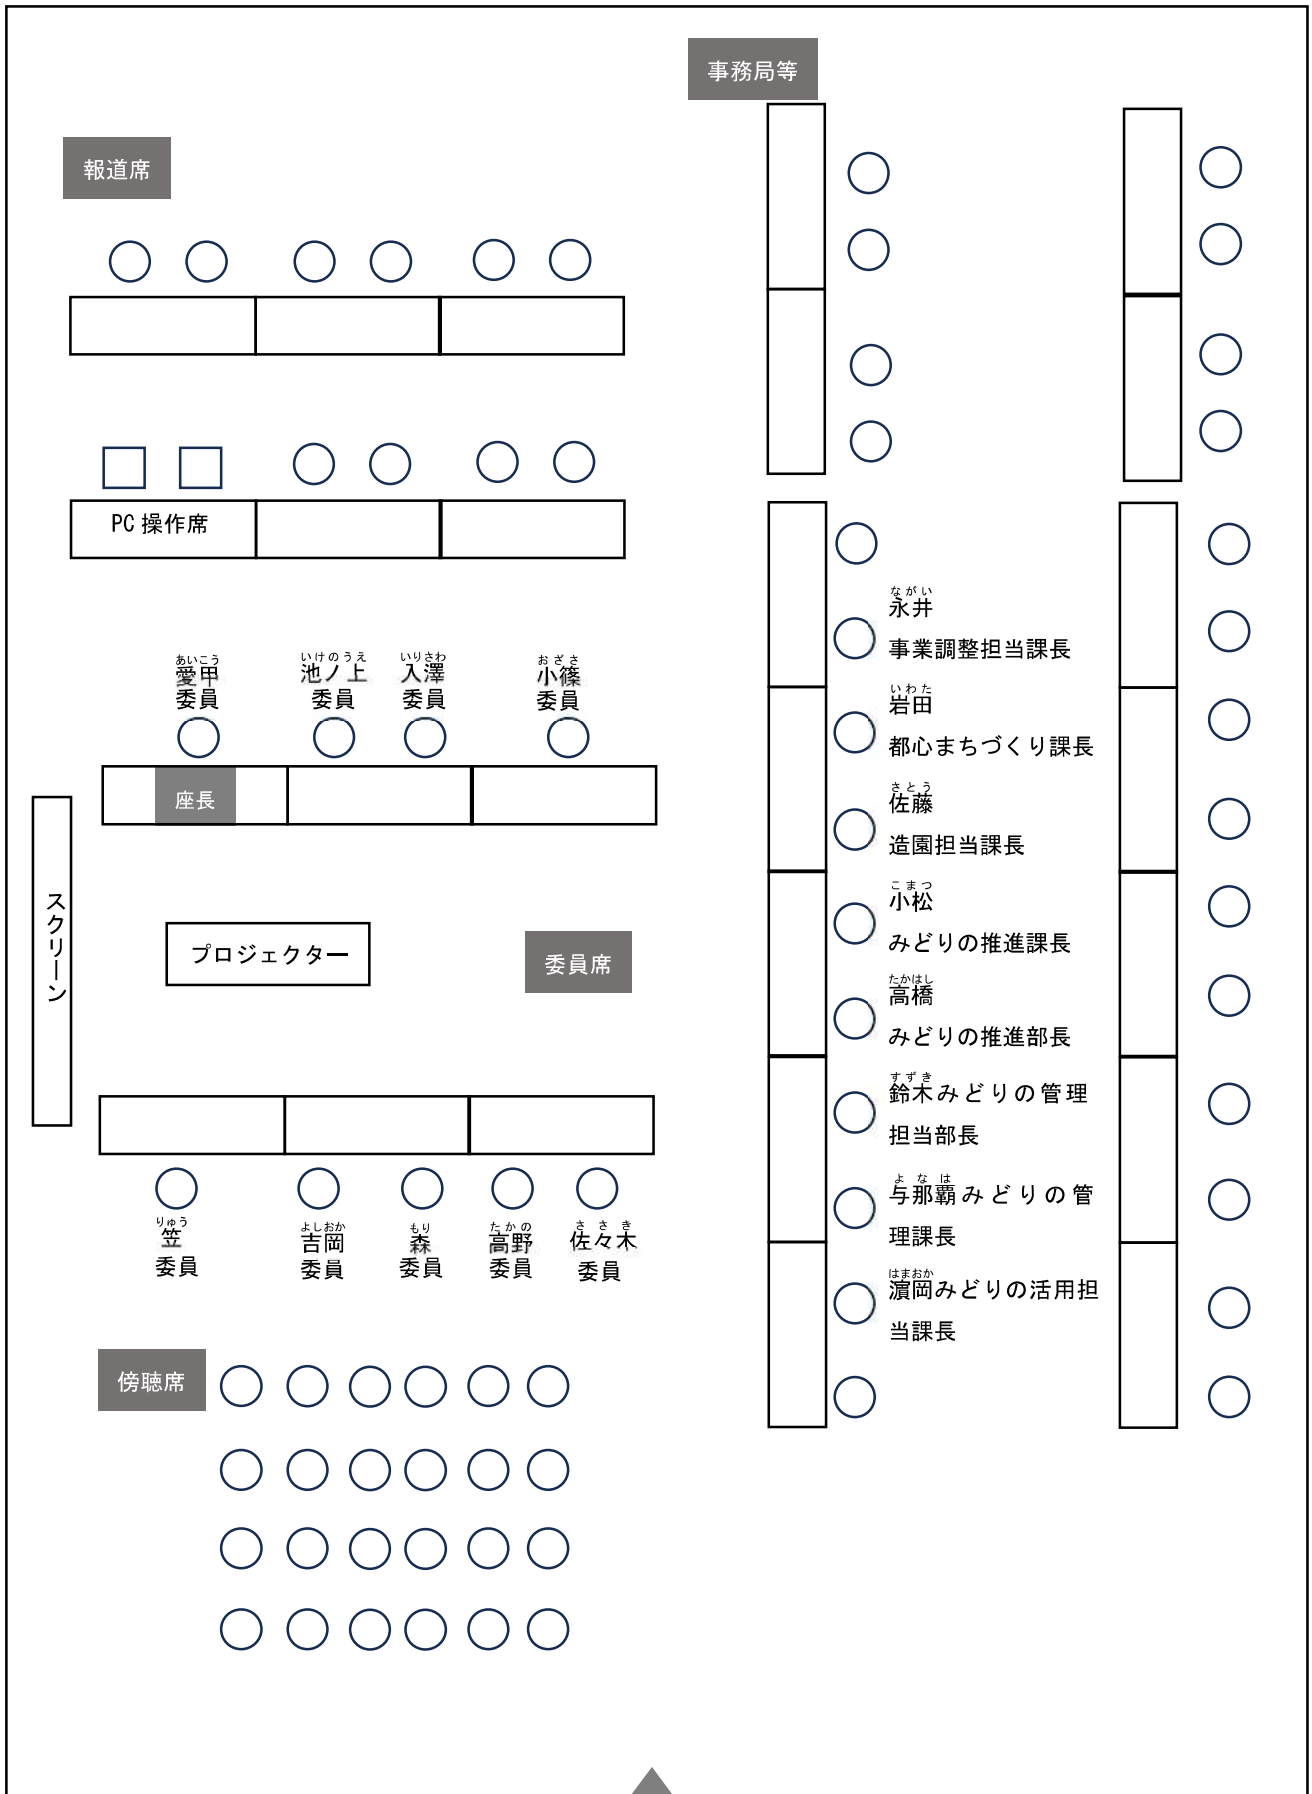 事務局等
報道席
PC 操作席
ながい
永井
事業調整担当課長
いわた
岩田
都心まちづくり課長
さとう
佐藤
造園担当課長
こまつ
小松
みどりの推進課長
たかはし
高橋
みどりの推進部長
すずき
鈴木みどりの管理
担当部長
よなは
与那覇みどりの管
理課長
はまおか
濵岡みどりの活用担
当課長
あいこう
愛甲
委員
いけのうえ
池ノ上
委員
いりさわ
入澤
委員
おざさ
小篠
委員
座長
スクリーン
プロジェクター
委員席
りゅう
笠
委員
よしおか
吉岡
委員
もり
森
委員
たかの
高野
委員
ささき
佐々木
委員
傍聴席